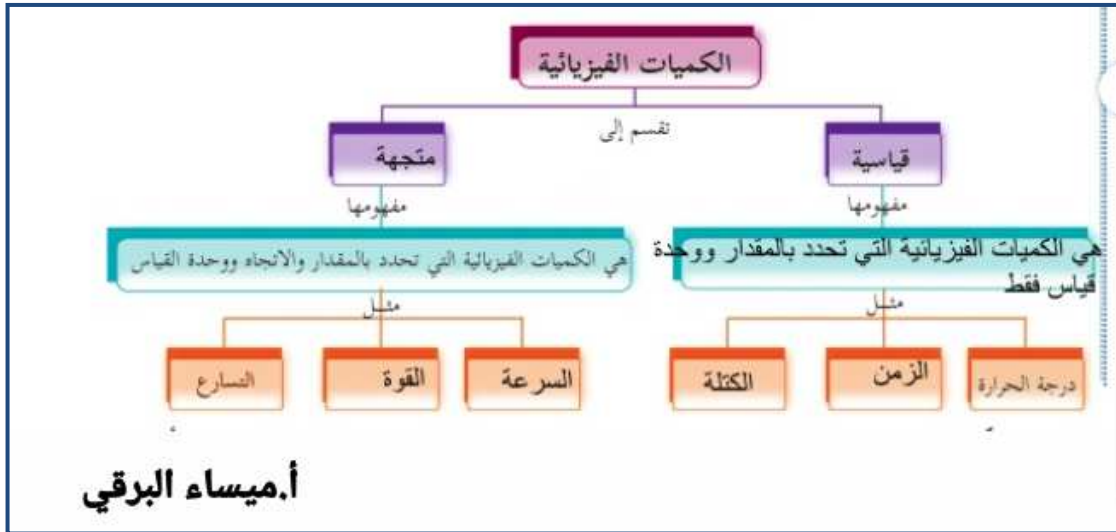 الكميات الفيزيائية
تقسم إلى
قياسية
متجهة
مفهومها
مفهومها
هي الكميات الفيزيائية التي تحدد بالمقدار ووحدة
قياس فقط
هي الكميات الفيزيائية التي تحدد بالمقدار والاتجاه ووحدة القياس
مثل
مثل
درجة الحرارة
الزمن
الكتلة
السرعة
القوة
التسارع
أ.ميساء البرقي